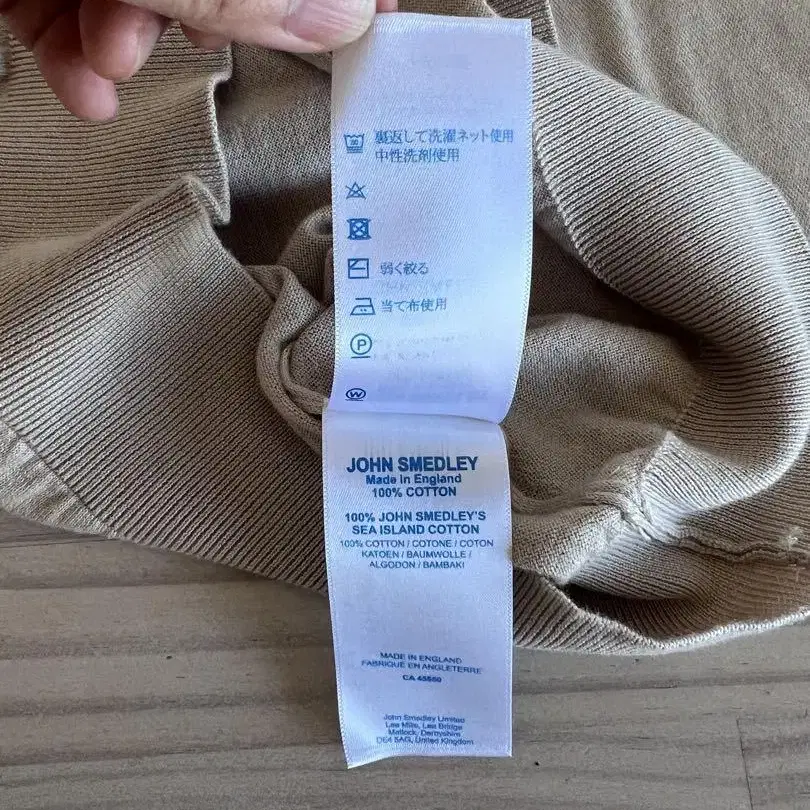 裏返して洗濯ネット使用
中性洗剤使用
弱く絞る
当て布使用
P
W
JOHN SMEDLEY
Made in England
100% COTTON
100% JOHN SMEDLEY'S
SEA ISLAND COTTON
100% COTTON / COTONE / COTON
KATOEN / BAUMWOLLE /
ALGODON / BAMBAKI
MADE IN ENGLAND
FABRIQUE EN ANGLETERRE
John Smedley Limited
Lea Mills, Lea Bridge
Matlock, Derbyshire
DE4 5AG, United Kingdom